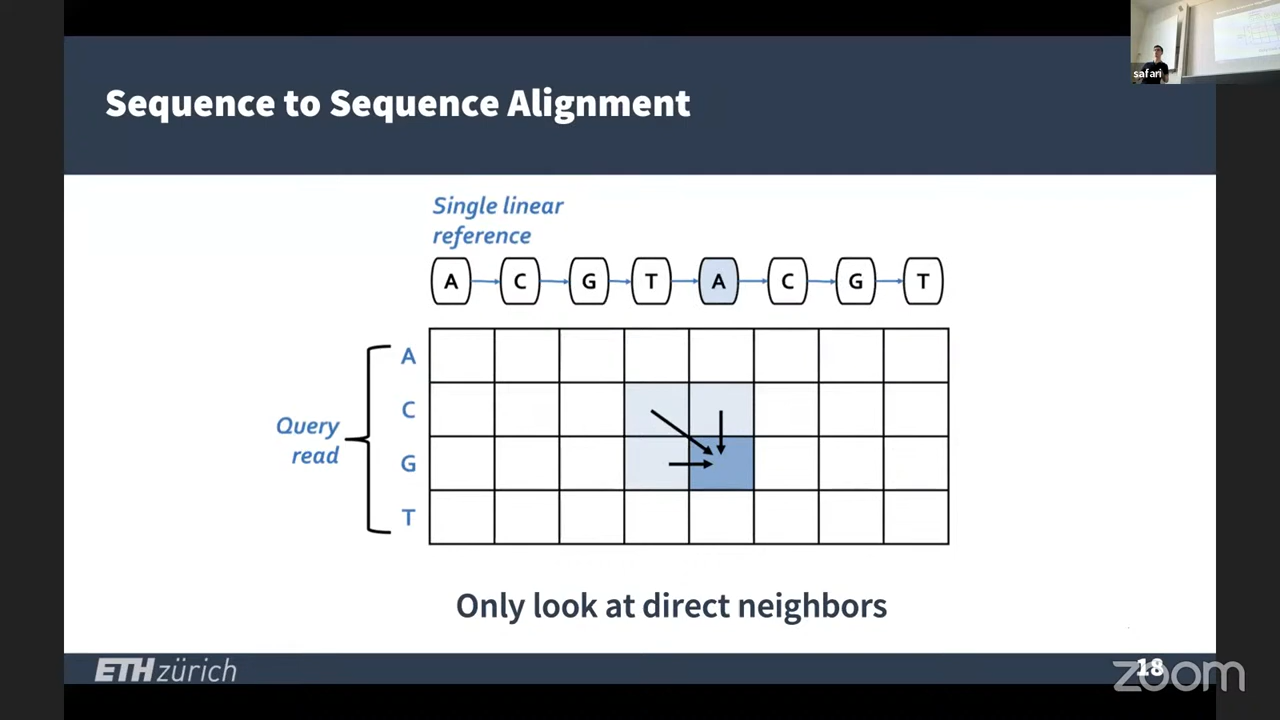 safari
Sequence to Sequence Alignment
Single linear
reference
A C G T A C G T
A
C
G
T
Query
read
Only look at direct neighbors
ETH zürich
18
zoom